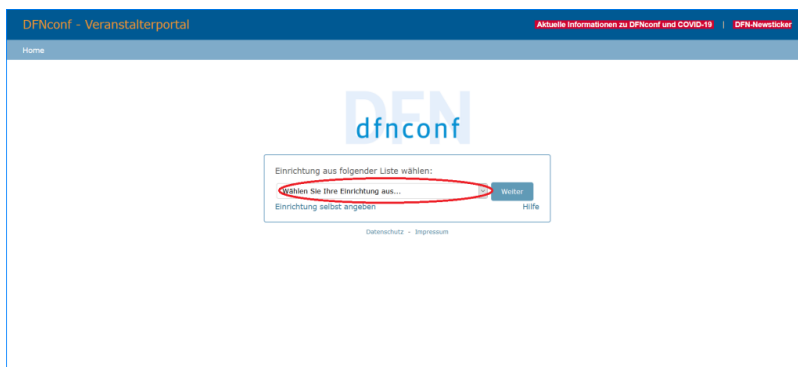 DFNconf - Veranstalterportal
Aktuelle Informationen zu DFNconf und COVID-19 | DFN-Newsticker
Home
DFN
dfnconf
Einrichtung aus folgender Liste wählen:
Wählen Sie Ihre Einrichtung aus... Weiter
Einrichtung selbst angeben Hilfe
Datenschutz - Impressum